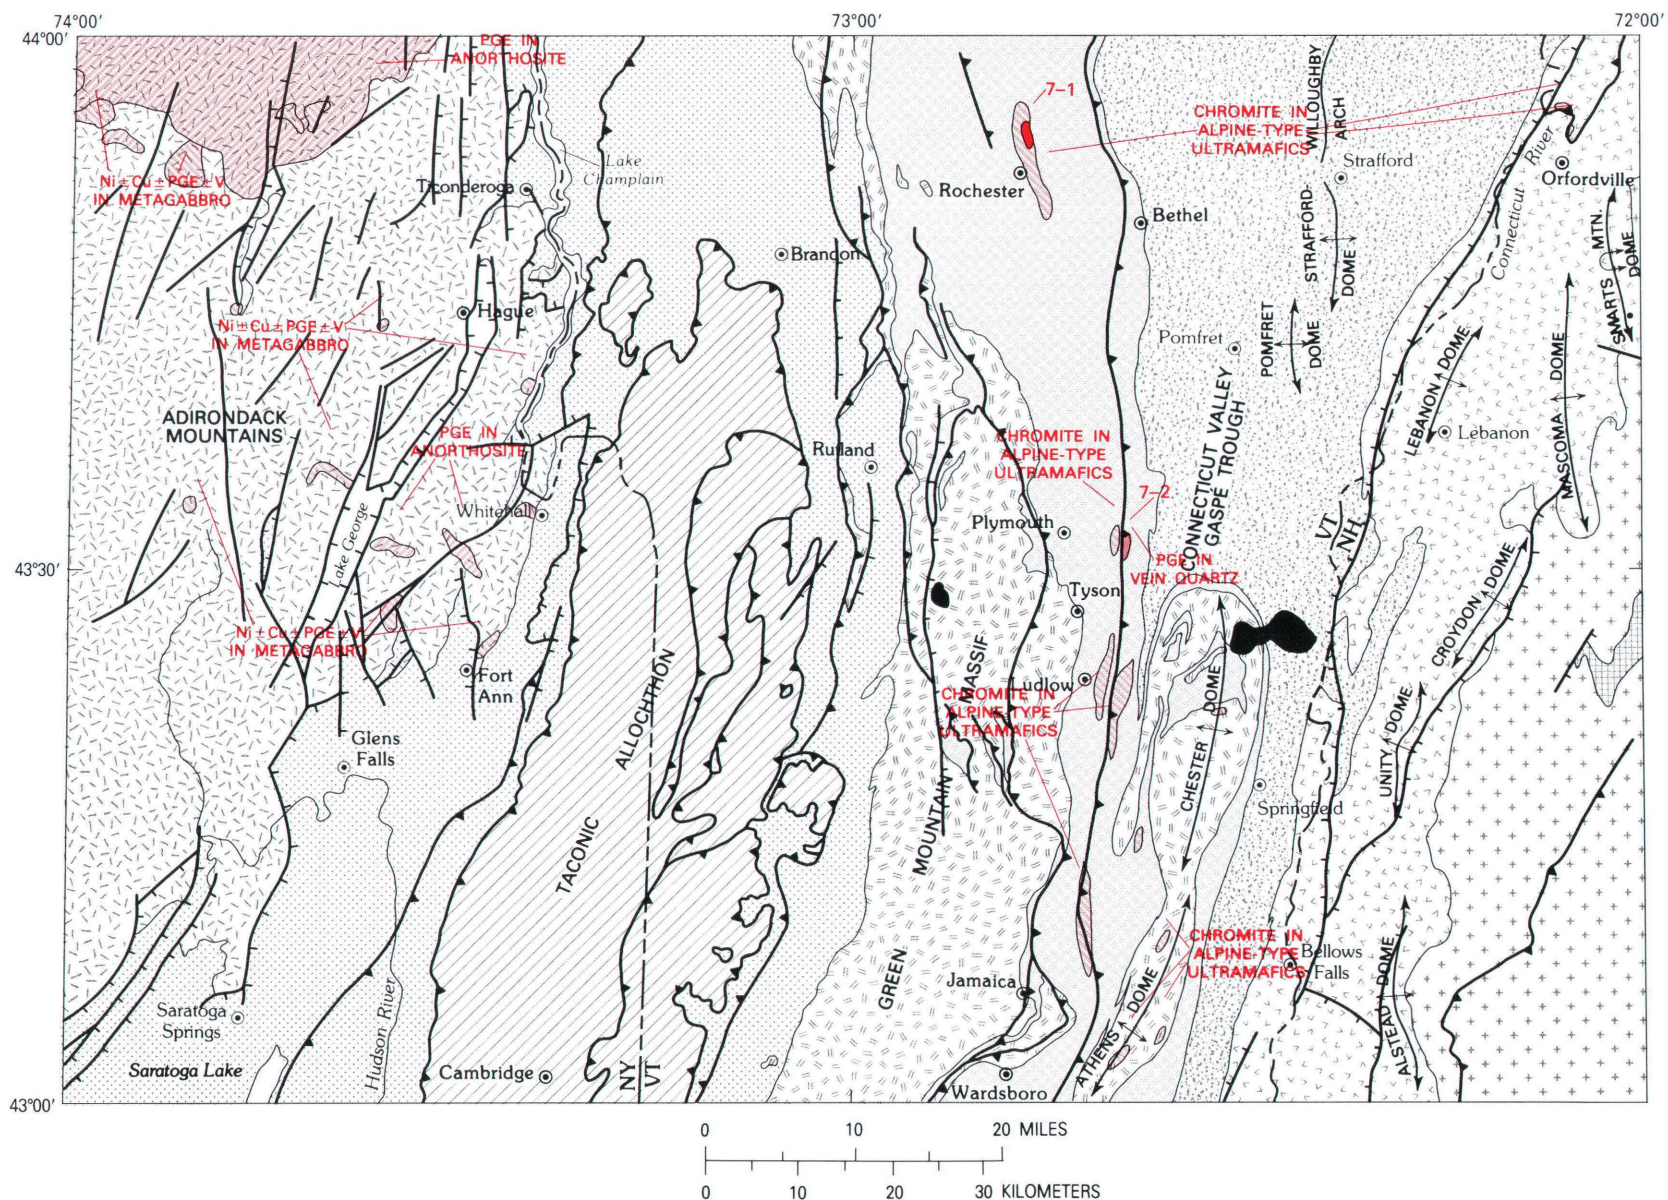 74°00′
73°00′
72°00′
44°00′
PGE IN
ANORTHOSITE
7–1
CHROMITE IN
ALPINE-TYPE
ULTRAMAFICS
WILLOUGHBY
ARCH
River
Connecticut
Strafford
Orfordville
Lake
Champlain
Ticonderoga
Ni±Cu±PGE±V
IN METAGABBRO
Rochester
Bethel
STRAFFORD
DOME
SMARTS MTN.
DOME
Brandon
Hague
Ni±Cu±PGE±V
IN METAGABBRO
Pomfret
POMFRET
DOME
LEBANON DOME
MASCOMA DOME
ADIRONDACK
MOUNTAINS
PGE IN
ANORTHOSITE
Rutland
CHROMITE IN
ALPINE-TYPE
ULTRAMAFICS
Lebanon
7–2
CONNECTICUT VALLEY
GASPE TROUGH
Whitehall
Lake George
Plymouth
VT
NH
43°30′
PGE IN
VEIN QUARTZ
Tyson
CROYDON DOME
Ni±Cu±PGE±V
IN METAGABBRO
Fort
Ann
Ludlow
CHROMITE IN
ALPINE-TYPE
ULTRAMAFICS
CHESTER DOME
UNITY DOME
Glens
Falls
TACONIC ALLOCHTHON
GREEN MOUNTAIN MASSIF
Springfield
CHROMITE IN
ALPINE-TYPE
ULTRAMAFICS
Bellows
Falls
ALSTEAD DOME
Jamaica
ATHENS DOME
Saratoga
Springs
Hudson River
Saratoga Lake
Cambridge
NY
VT
Wardsboro
43°00′
0 10 20 MILES
0 10 20 30 KILOMETERS